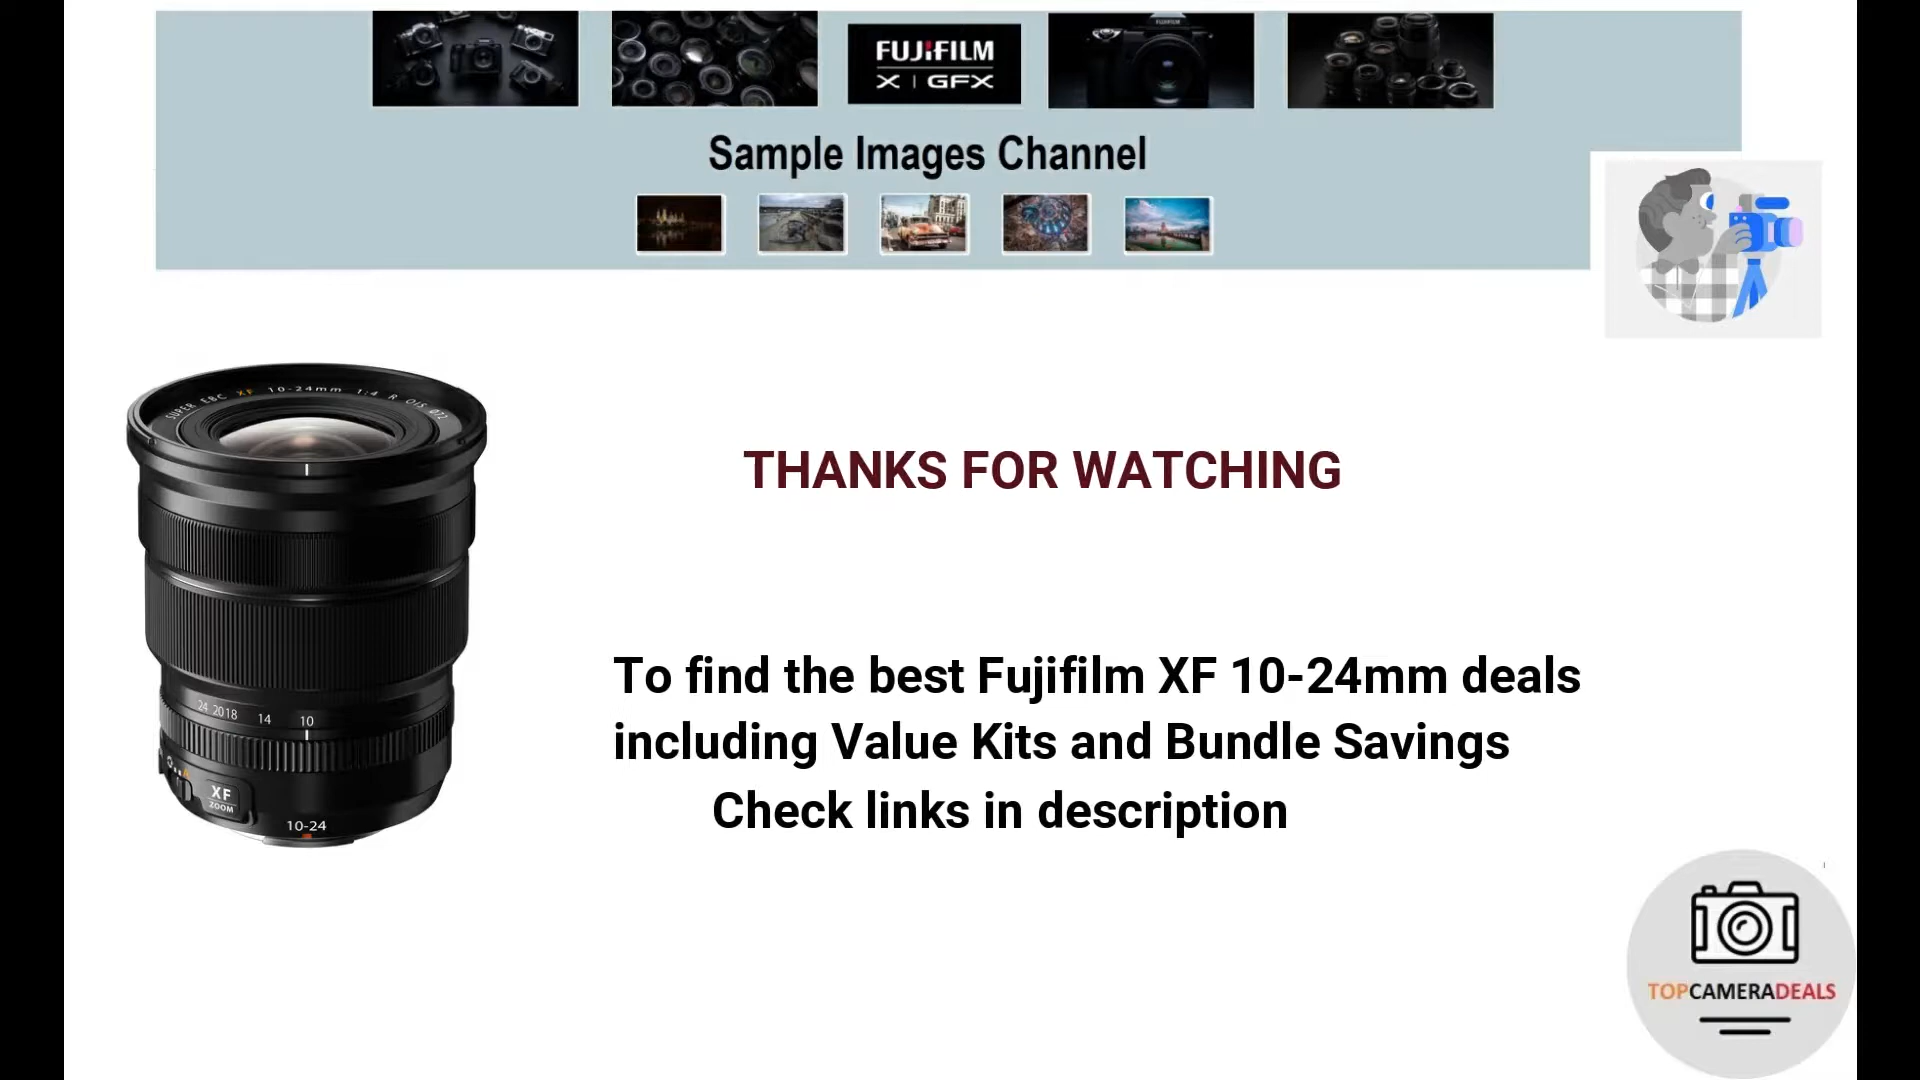 FUJIFILM
FUJIFILM
X | GFX
Sample Images Channel
SUPER EBC XF 10-24mm 1:4 R OIS Ø72
THANKS FOR WATCHING
To find the best Fujifilm XF 10-24mm deals
including Value Kits and Bundle Savings
Check links in description
24 2018 14 10
A
XF
ZOOM
10-24
TOPCAMERADEALS